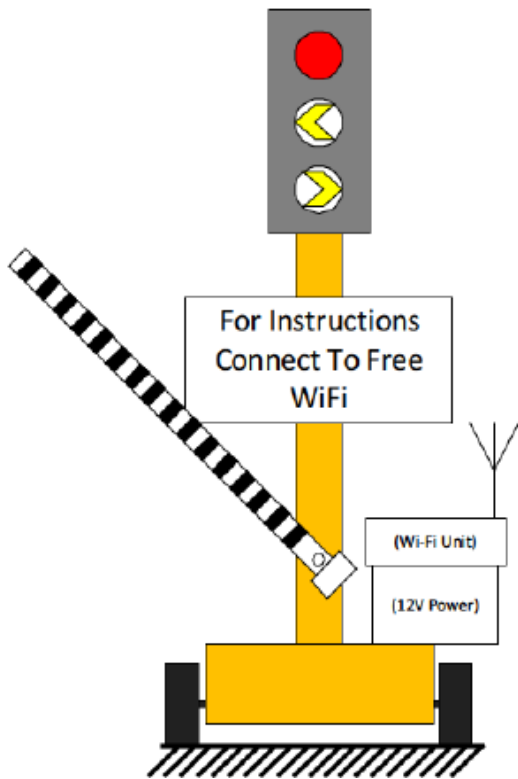 For Instructions
Connect To Free
WiFi
(Wi-Fi Unit)
(12V Power)